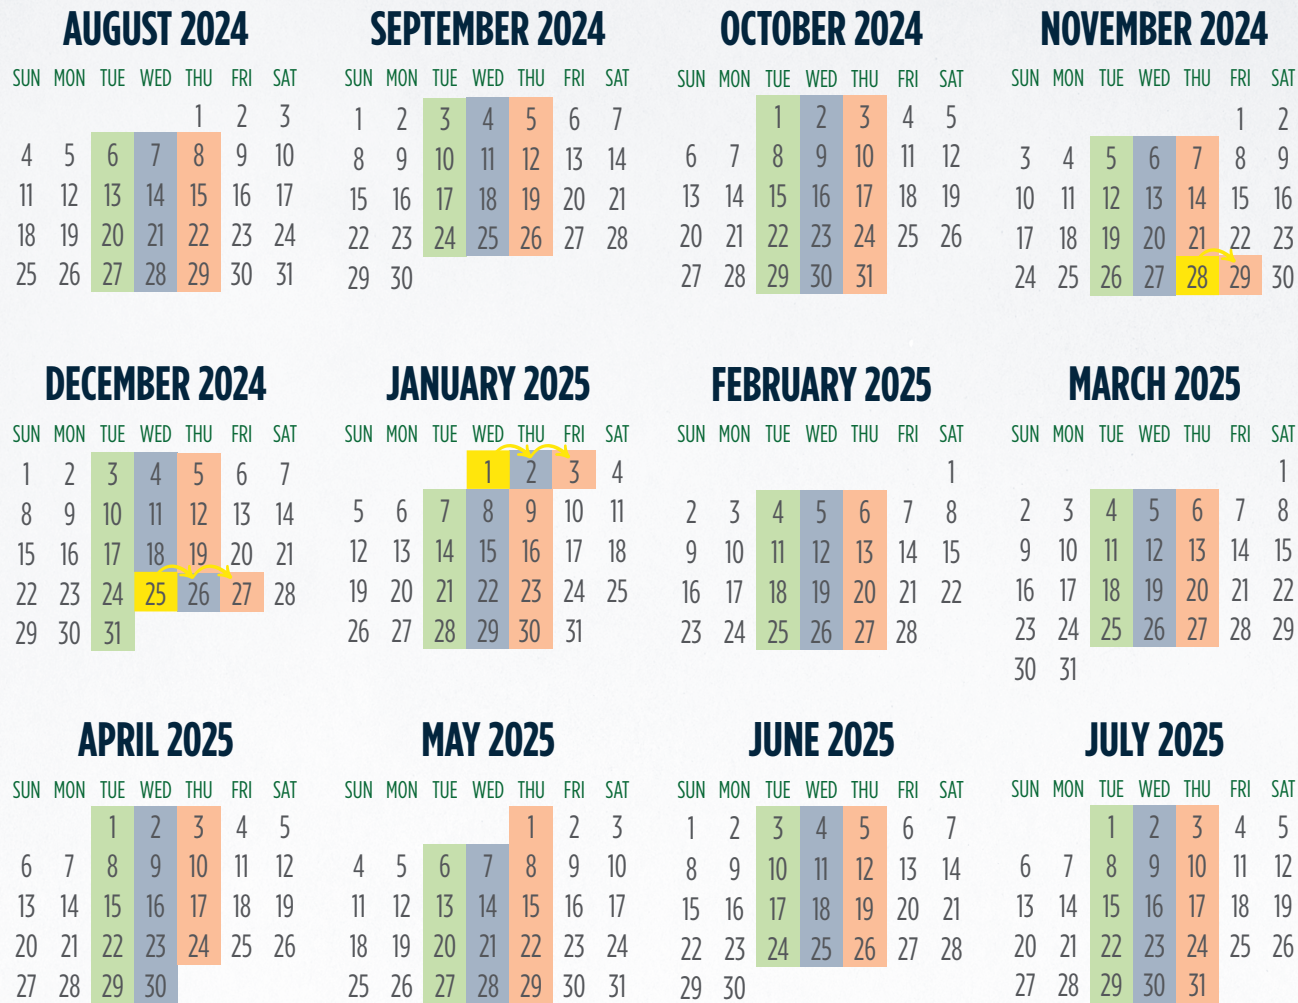 AUGUST 2024
SUN MON TUE WED THU FRI SAT
1 2 3
4 5 6 7 8 9 10
11 12 13 14 15 16 17
18 19 20 21 22 23 24
25 26 27 28 29 30 31
SEPTEMBER 2024
SUN MON TUE WED THU FRI SAT
1 2 3 4 5 6 7
8 9 10 11 12 13 14
15 16 17 18 19 20 21
22 23 24 25 26 27 28
29 30
OCTOBER 2024
SUN MON TUE WED THU FRI SAT
1 2 3 4 5
6 7 8 9 10 11 12
13 14 15 16 17 18 19
20 21 22 23 24 25 26
27 28 29 30 31
NOVEMBER 2024
SUN MON TUE WED THU FRI SAT
1 2
3 4 5 6 7 8 9
10 11 12 13 14 15 16
17 18 19 20 21 22 23
24 25 26 27 28 29 30
DECEMBER 2024
SUN MON TUE WED THU FRI SAT
1 2 3 4 5 6 7
8 9 10 11 12 13 14
15 16 17 18 19 20 21
22 23 24 25 26 27 28
29 30 31
JANUARY 2025
SUN MON TUE WED THU FRI SAT
1 2 3 4
5 6 7 8 9 10 11
12 13 14 15 16 17 18
19 20 21 22 23 24 25
26 27 28 29 30 31
FEBRUARY 2025
SUN MON TUE WED THU FRI SAT
1
2 3 4 5 6 7 8
9 10 11 12 13 14 15
16 17 18 19 20 21 22
23 24 25 26 27 28
MARCH 2025
SUN MON TUE WED THU FRI SAT
1
2 3 4 5 6 7 8
9 10 11 12 13 14 15
16 17 18 19 20 21 22
23 24 25 26 27 28 29
30 31
APRIL 2025
SUN MON TUE WED THU FRI SAT
1 2 3 4 5
6 7 8 9 10 11 12
13 14 15 16 17 18 19
20 21 22 23 24 25 26
27 28 29 30
MAY 2025
SUN MON TUE WED THU FRI SAT
1 2 3
4 5 6 7 8 9 10
11 12 13 14 15 16 17
18 19 20 21 22 23 24
25 26 27 28 29 30 31
JUNE 2025
SUN MON TUE WED THU FRI SAT
1 2 3 4 5 6 7
8 9 10 11 12 13 14
15 16 17 18 19 20 21
22 23 24 25 26 27 28
29 30
JULY 2025
SUN MON TUE WED THU FRI SAT
1 2 3 4 5
6 7 8 9 10 11 12
13 14 15 16 17 18 19
20 21 22 23 24 25 26
27 28 29 30 31